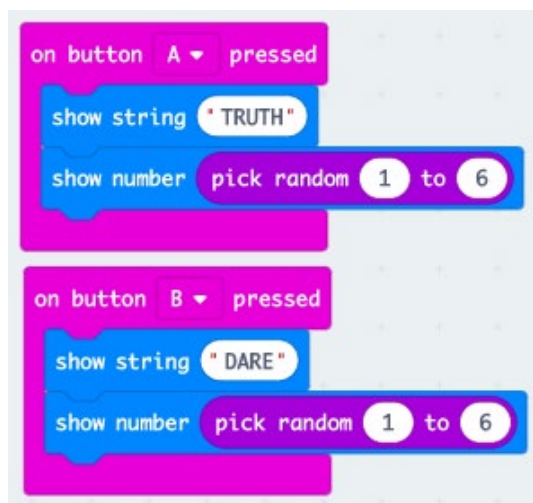 on button A pressed
show string "TRUTH"
show number pick random 1 to 6
on button B pressed
show string "DARE"
show number pick random 1 to 6